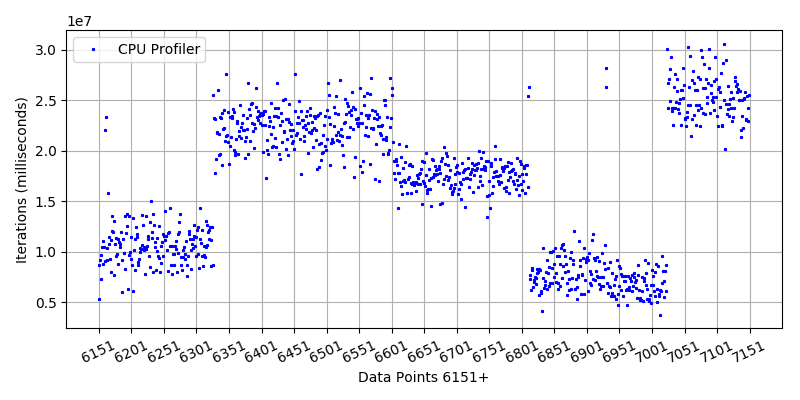 1e7
CPU Profiler
3.0
2.5
2.0
1.5
1.0
0.5
Iterations (milliseconds)
6151 6201 6251 6301 6351 6401 6451 6501 6551 6601 6651 6701 6751 6801 6851 6901 6951 7001 7051 7101 7151
Data Points 6151+